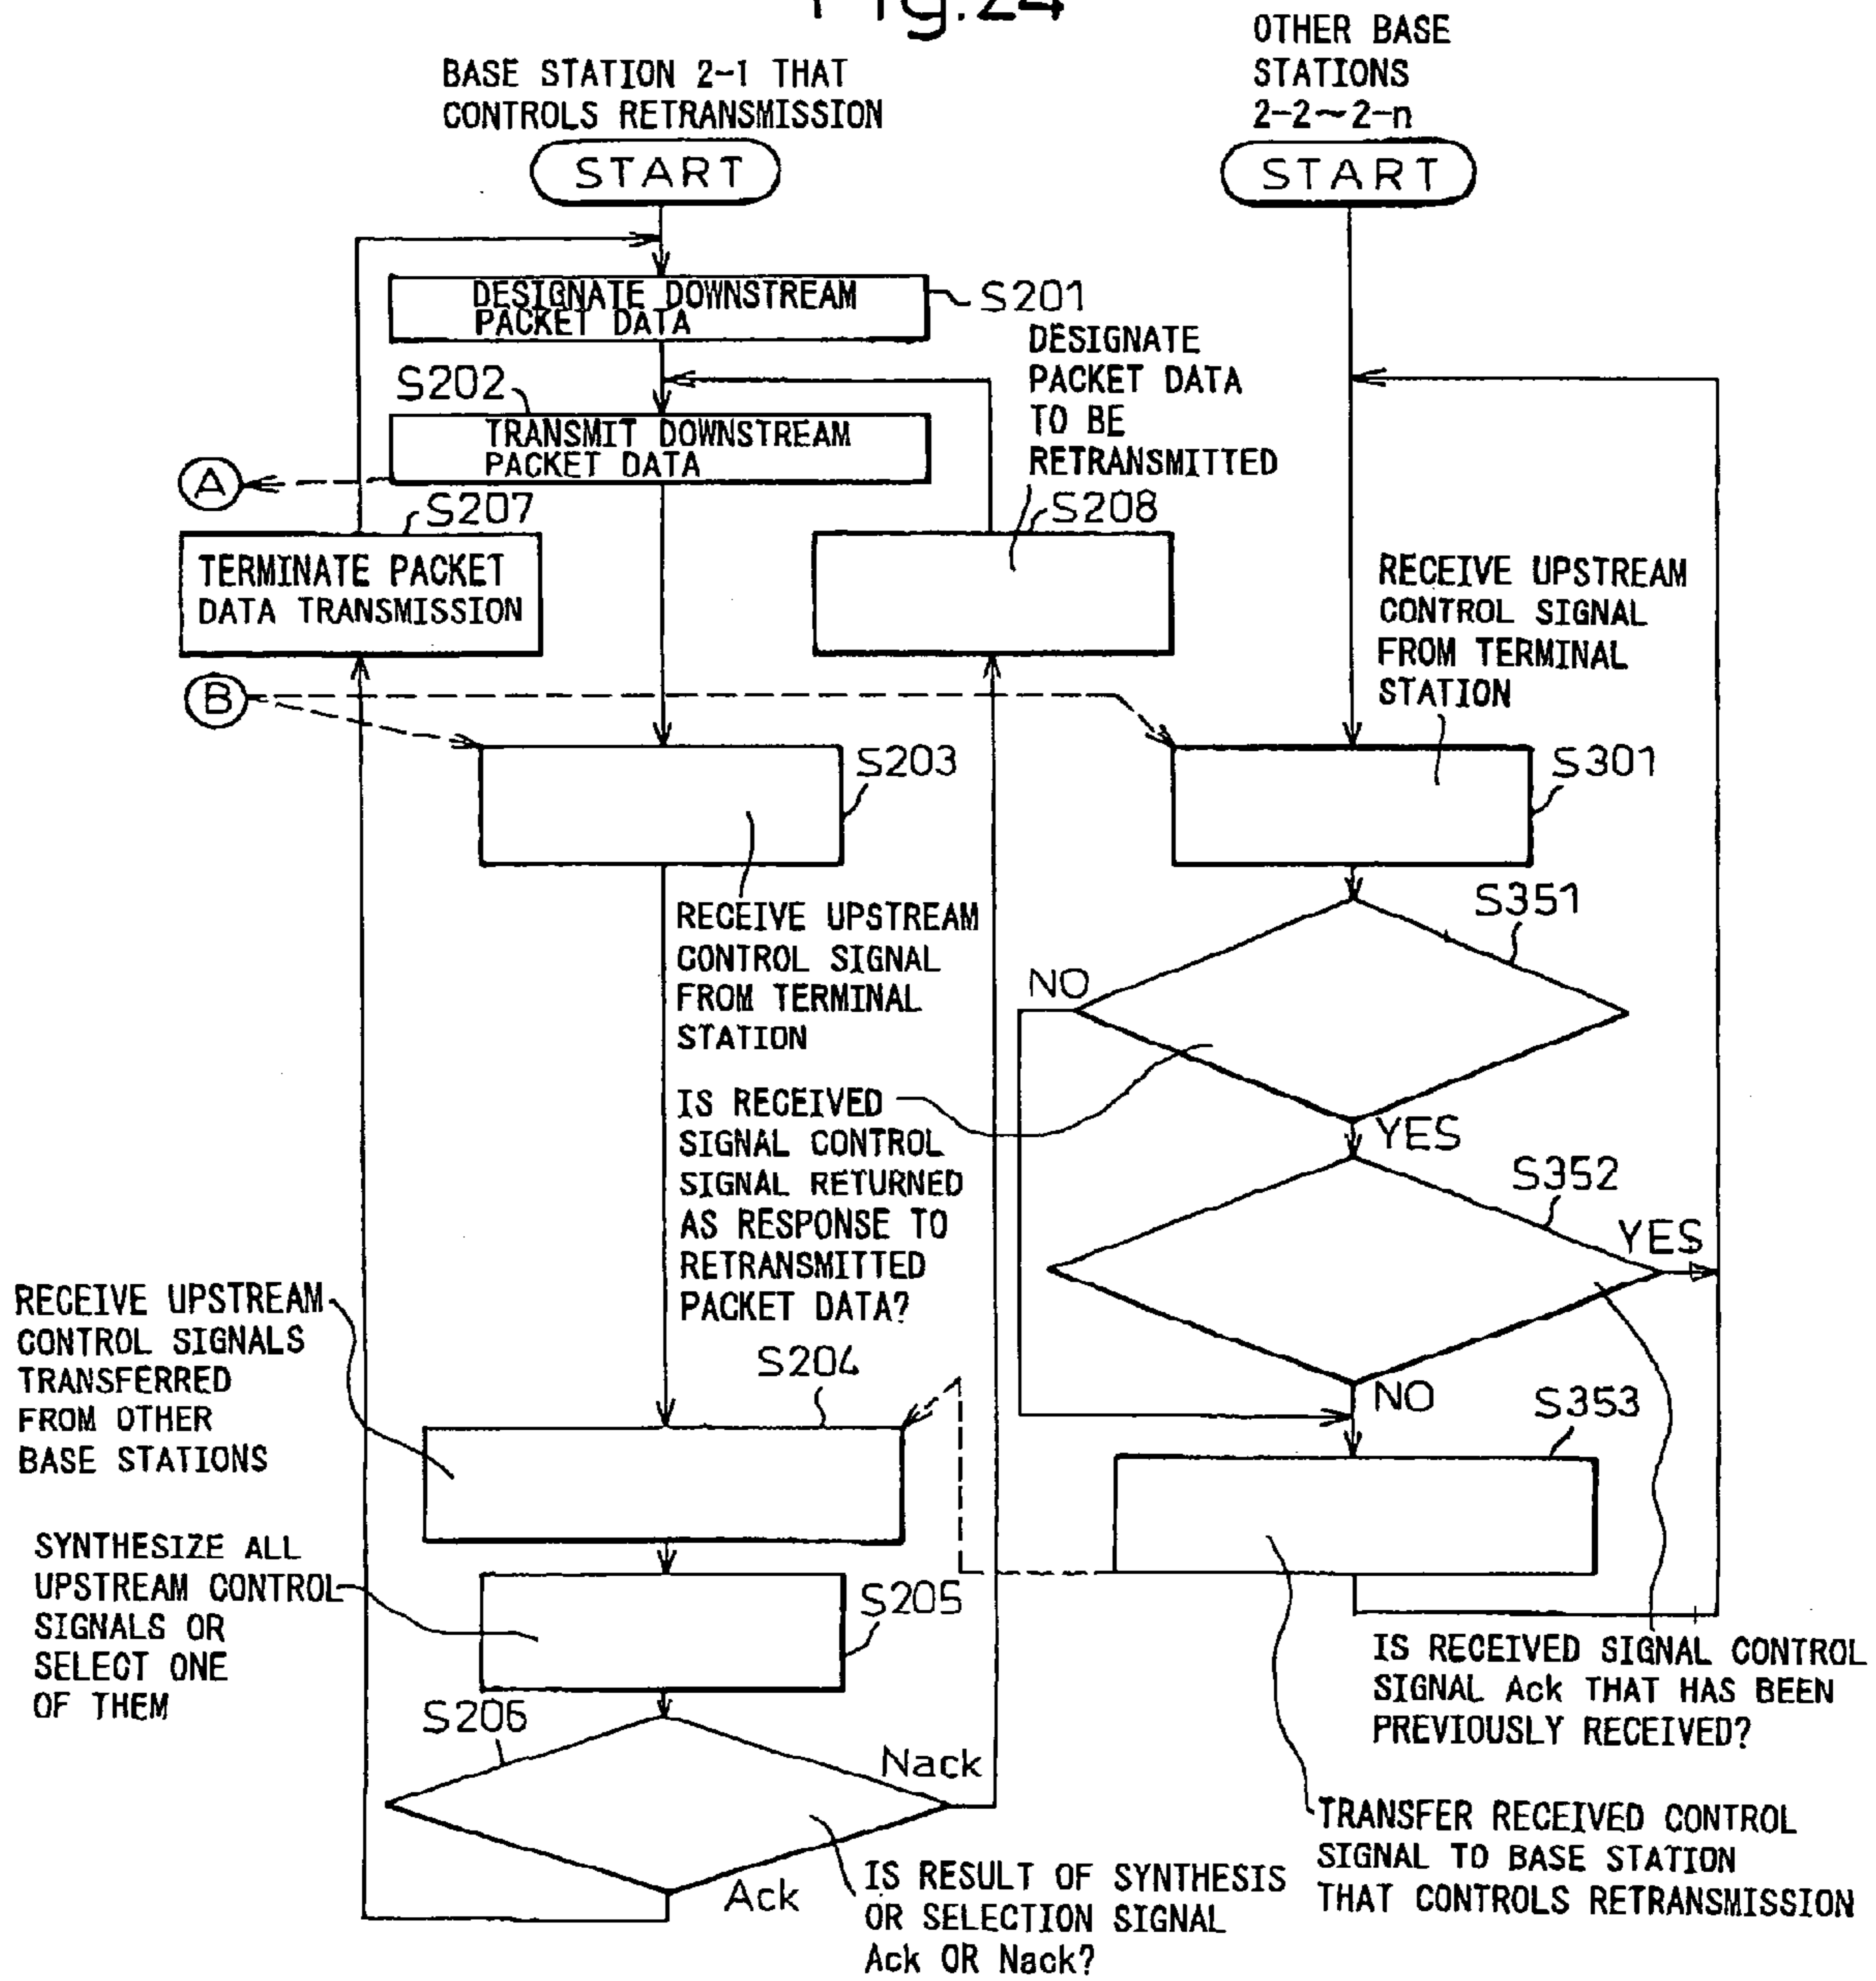 Fig.24
BASE STATION 2-1 THAT
CONTROLS RETRANSMISSION
START
OTHER BASE
STATIONS
2-2~2-n
START
DESIGNATE DOWNSTREAM
PACKET DATA
S201
S202
TRANSMIT DOWNSTREAM
PACKET DATA
DESIGNATE
PACKET DATA
TO BE
RETRANSMITTED
A
S207
TERMINATE PACKET
DATA TRANSMISSION
S208
RECEIVE UPSTREAM
CONTROL SIGNAL
FROM TERMINAL
STATION
B
S203
S301
RECEIVE UPSTREAM
CONTROL SIGNAL
FROM TERMINAL
STATION
S351
NO
IS RECEIVED
SIGNAL CONTROL
SIGNAL RETURNED
AS RESPONSE TO
RETRANSMITTED
PACKET DATA?
YES
S352
YES
NO
RECEIVE UPSTREAM
CONTROL SIGNALS
TRANSFERRED
FROM OTHER
BASE STATIONS
S204
S353
SYNTHESIZE ALL
UPSTREAM CONTROL
SIGNALS OR
SELECT ONE
OF THEM
S205
IS RECEIVED SIGNAL CONTROL
SIGNAL Ack THAT HAS BEEN
PREVIOUSLY RECEIVED?
S206
Nack
Ack
IS RESULT OF SYNTHESIS
OR SELECTION SIGNAL
Ack OR Nack?
TRANSFER RECEIVED CONTROL
SIGNAL TO BASE STATION
THAT CONTROLS RETRANSMISSION